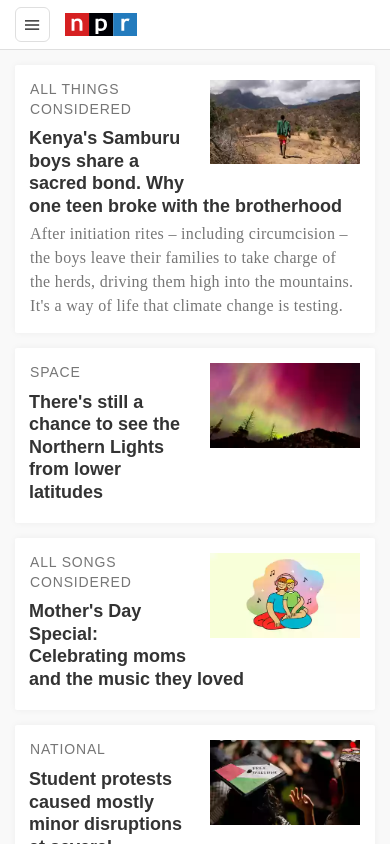 npr
ALL THINGS
CONSIDERED
Kenya's Samburu
boys share a
sacred bond. Why
one teen broke with the brotherhood
After initiation rites – including circumcision –
the boys leave their families to take charge of
the herds, driving them high into the mountains.
It's a way of life that climate change is testing.
SPACE
There's still a
chance to see the
Northern Lights
from lower
latitudes
ALL SONGS
CONSIDERED
Mother's Day
Special:
Celebrating moms
and the music they loved
NATIONAL
Student protests
caused mostly
minor disruptions
at several